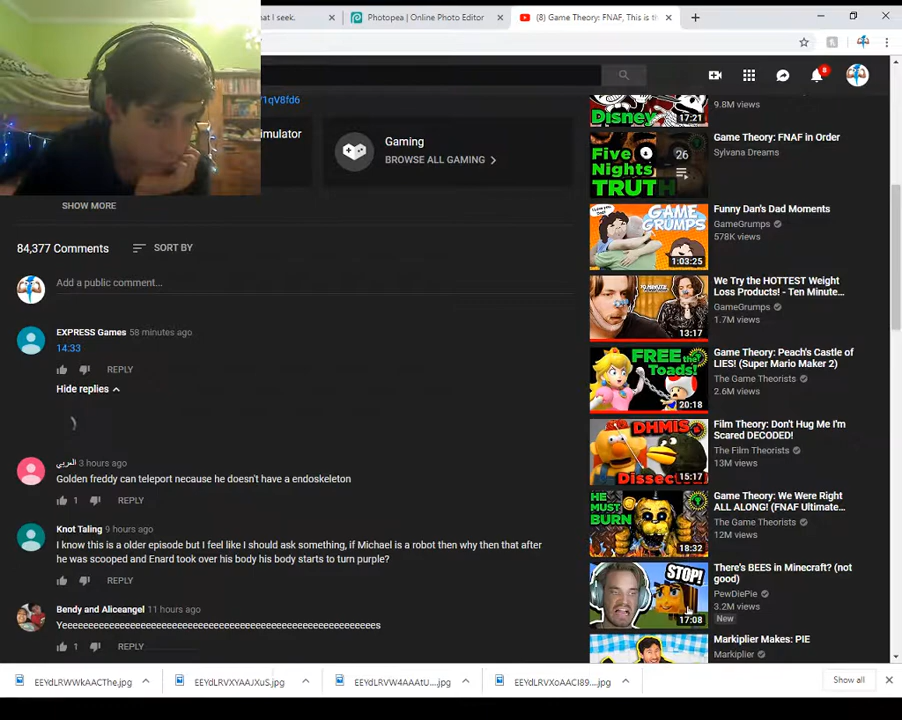 at I seek.
Photopea | Online Photo Editor
(8) Game Theory: FNAF, This is th
8
1qV8fd6
imulator
Gaming
BROWSE ALL GAMING
SHOW MORE
84,377 Comments
SORT BY
Add a public comment...
EXPRESS Games 58 minutes ago
14:33
REPLY
Hide replies
العربي 3 hours ago
Golden freddy can teleport necause he doesn't have a endoskeleton
1
REPLY
Knot Taling 9 hours ago
I know this is a older episode but I feel like I should ask something, if Michael is a robot then why then that after
he was scooped and Enard took over his body his body starts to turn purple?
REPLY
Bendy and Aliceangel 11 hours ago
Yeeeeeeeeeeeeeeeeeeeeeeeeeeeeeeeeeeeeeeeeeeeeeeeeeeeees
1
REPLY
Disney
17:21
9.8M views
Five
Nights
TRUTH
26
Game Theory: FNAF in Order
Sylvana Dreams
GAME
GRUMPS
1:03:25
Funny Dan's Dad Moments
GameGrumps
578K views
10 MINUTE
13:17
We Try the HOTTEST Weight
Loss Products! - Ten Minute...
GameGrumps
1.7M views
FREE the
Toads!
20:18
Game Theory: Peach's Castle of
LIES! (Super Mario Maker 2)
The Game Theorists
2.6M views
DHMIS
Dissec
15:17
Film Theory: Don't Hug Me I'm
Scared DECODED!
The Film Theorists
13M views
HE
MUST
BURN
18:32
Game Theory: We Were Right
ALL ALONG! (FNAF Ultimate...
The Game Theorists
12M views
STOP!
17:08
There's BEES in Minecraft? (not
good)
PewDiePie
3.2M views
New
Markiplier Makes: PIE
Markiplier
EEYdLRWWkAACThe.jpg
EEYdLRVXYAAJXuS.jpg
EEYdLRVW4AAAtU....jpg
EEYdLRVXoAACI89.jpg
Show all